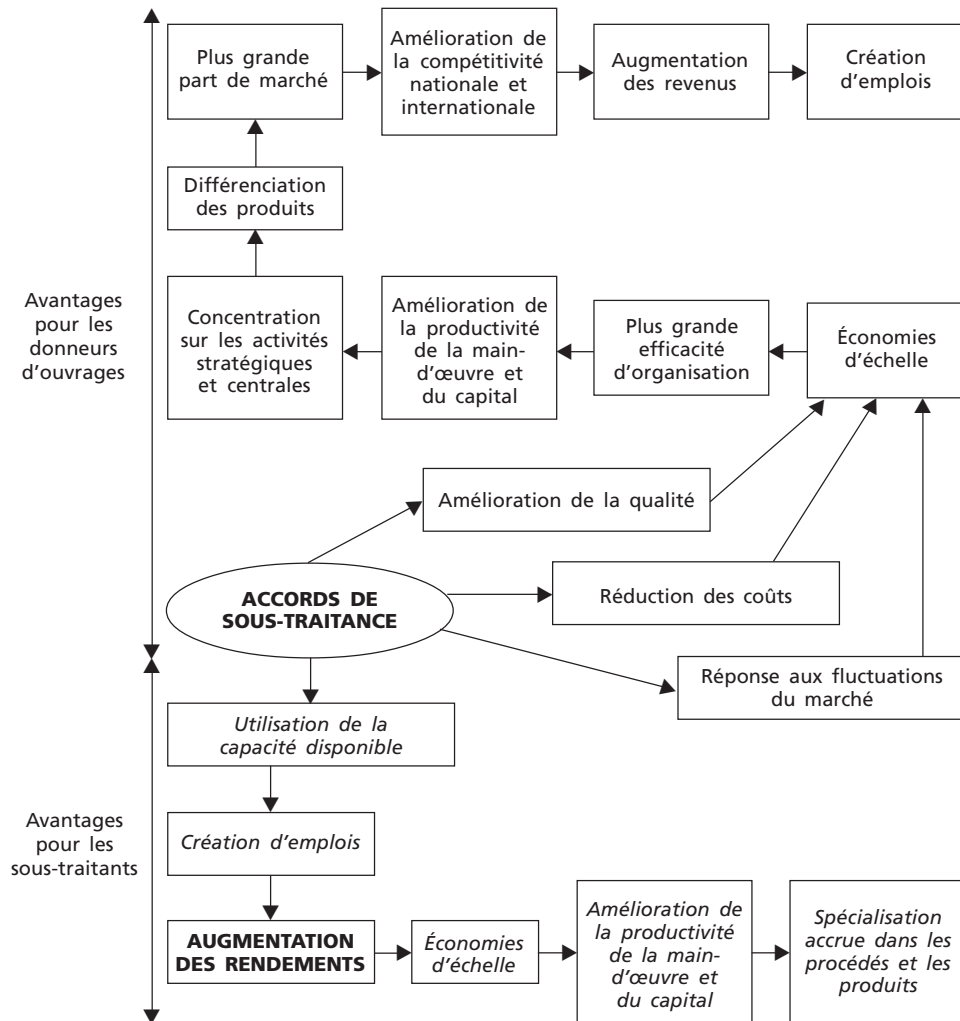 Plus grande
part de marché
Amélioration de
la compétitivité
nationale et
internationale
Augmentation
des revenus
Création
d'emplois
Différenciation
des produits
Avantages
pour les
donneurs
d'ouvrages
Concentration
sur les activités
stratégiques
et centrales
Amélioration de
la productivité
de la main-
d'œuvre et
du capital
Plus grande
efficacité
d'organisation
Économies
d'échelle
Amélioration de la qualité
ACCORDS DE
SOUS-TRAITANCE
Réduction des coûts
Réponse aux fluctuations
du marché
Utilisation de la
capacité disponible
Avantages
pour les
sous-traitants
Création d'emplois
AUGMENTATION
DES RENDEMENTS
Économies
d'échelle
Amélioration de
la productivité
de la main-
d'œuvre et
du capital
Spécialisation
accrue dans les
procédés et les
produits